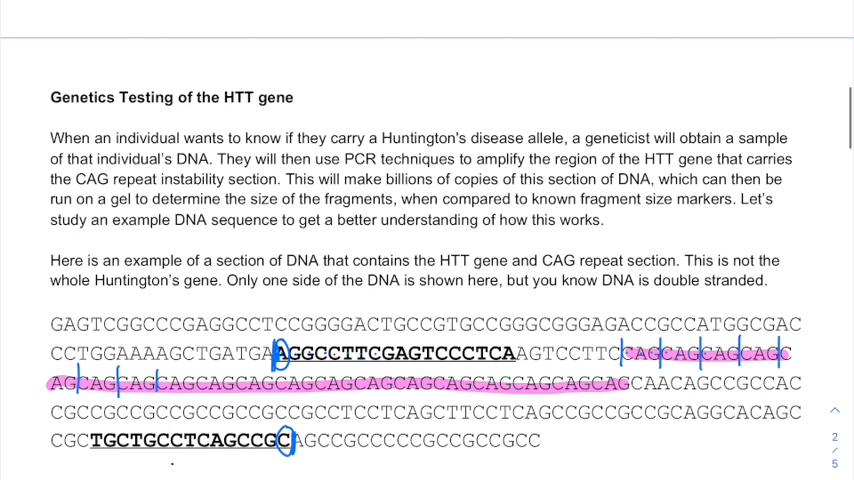 Genetics Testing of the HTT gene
When an individual wants to know if they carry a Huntington's disease allele, a geneticist will obtain a sample
of that individual's DNA. They will then use PCR techniques to amplify the region of the HTT gene that carries
the CAG repeat instability section. This will make billions of copies of this section of DNA, which can then be
run on a gel to determine the size of the fragments, when compared to known fragment size markers. Let's
study an example DNA sequence to get a better understanding of how this works.
Here is an example of a section of DNA that contains the HTT gene and CAG repeat section. This is not the
whole Huntington's gene. Only one side of the DNA is shown here, but you know DNA is double stranded.
GAGTCGGCCCGAGGCCTCCGGGGACTGCCGTGCCGGGCGGGAGACCGCCATGGCGAC
CCTGGAAAAGCTGATGAAGGCCTTCGAGTCCCTCAAGTCCTTCCAGCAGCAGCAGC
AGCAGCAGCAGCAGCAGCAGCAGCAGCAGCAGCAGCAGCAGCAGCAACAGCCGCCAC
CGCCGCCGCCGCCGCCGCCGCCTCCTCAGCTTCCTCAGCCGCCGCCGCAGGCACAGC
CGCTGCTGCCTCAGCCGCAGCCGCCCCCGCCGCCGCC
2
/
5